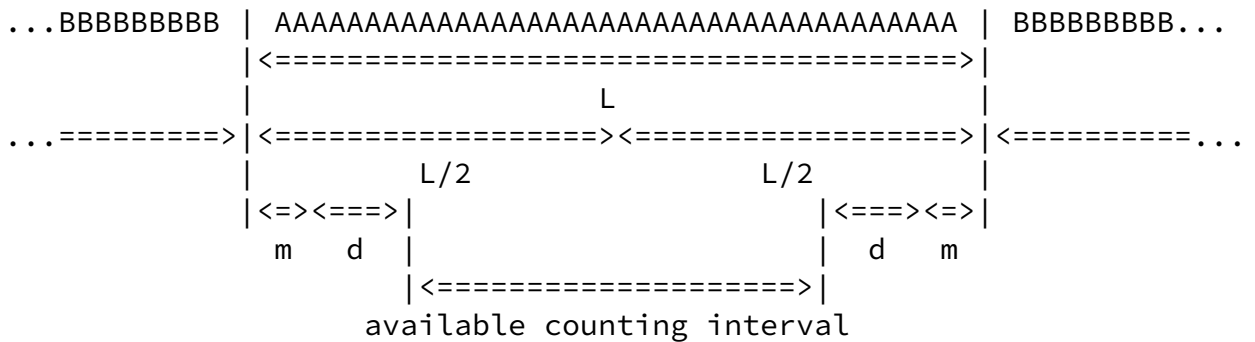 ...BBBBBBBBB | AAAAAAAAAAAAAAAAAAAAAAAAAAAAAAAAAAAAAA | BBBBBBBBB...
|<======================================>|
| L |
...=========>|<==================><==================>|<==========...
| L/2 L/2 |
|<=><===>| |<===><=>|
m d | | d m
|<====================>|
available counting interval